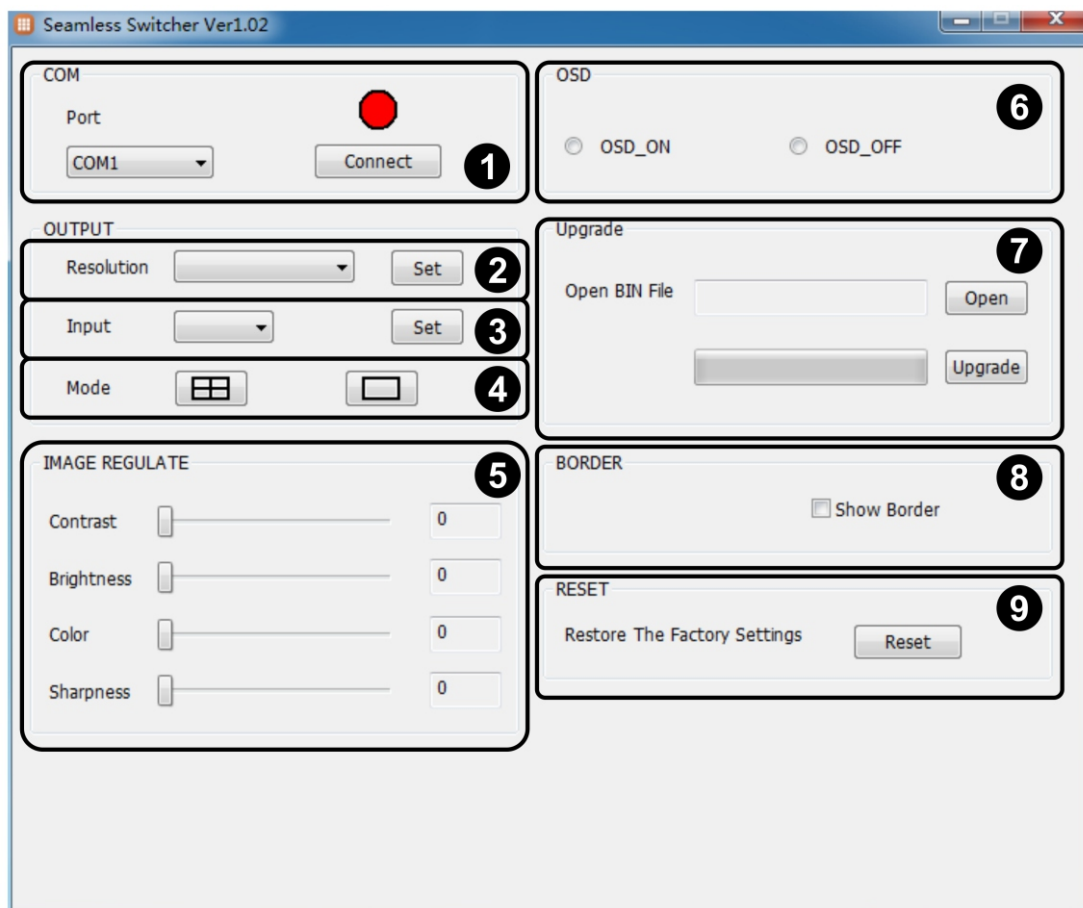 Seamless Switcher Ver1.02
COM
Port
COM1
Connect
1
OUTPUT
Resolution
Set
2
Input
Set
3
Mode
4
IMAGE REGULATE
5
Contrast
0
Brightness
0
Color
0
Sharpness
0
OSD
6
OSD_ON
OSD_OFF
Upgrade
7
Open BIN File
Open
Upgrade
BORDER
8
Show Border
RESET
9
Restore The Factory Settings
Reset